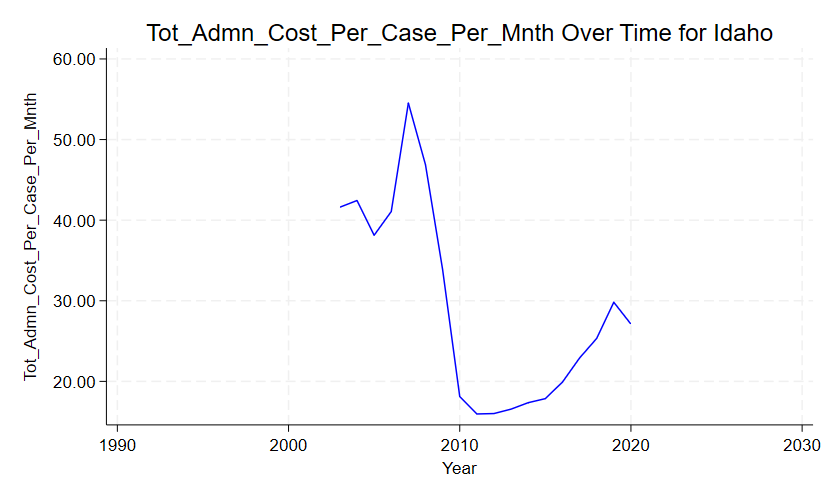 Tot_Admn_Cost_Per_Case_Per_Mnth Over Time for Idaho
Tot_Admn_Cost_Per_Case_Per_Mnth
60.00
50.00
40.00
30.00
20.00
1990 2000 2010 2020 2030
Year